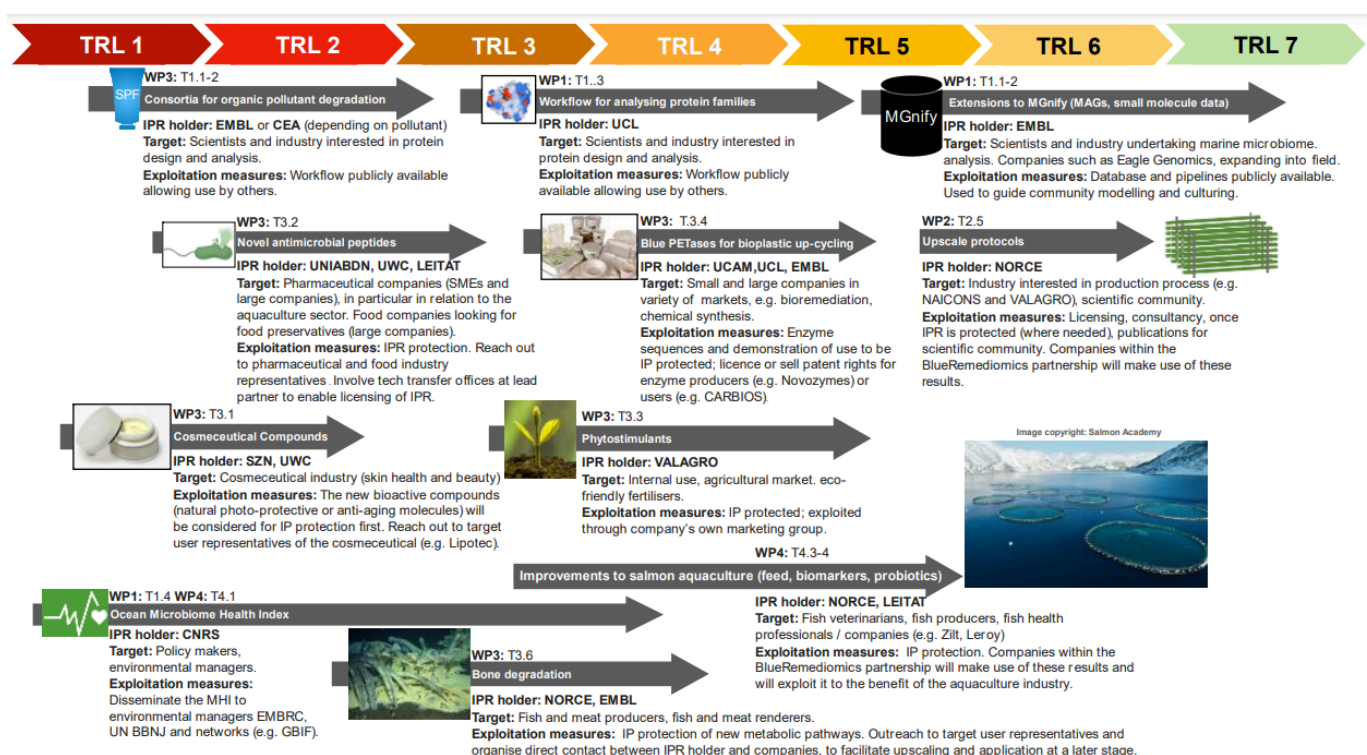 TRL 1
TRL 2
TRL 3
TRL 4
TRL 5
TRL 6
TRL 7
SPF
WP3: T1.1-2
Consortia for organic pollutant degradation
IPR holder: EMBL or CEA (depending on pollutant)
Target: Scientists and industry interested in protein
design and analysis.
Exploitation measures: Workflow publicly available
allowing use by others.
WP1: T1..3
Workflow for analysing protein families
IPR holder: UCL
Target: Scientists and industry interested in
protein design and analysis.
Exploitation measures: Workflow publicly
available allowing use by others.
MGnify
WP1: T1.1-2
Extensions to MGnify (MAGs, small molecule data)
IPR holder: EMBL
Target: Scientists and industry undertaking marine microbiome.
analysis. Companies such as Eagle Genomics, expanding into field.
Exploitation measures: Database and pipelines publicly available.
Used to guide community modelling and culturing.
WP3: T3.2
Novel antimicrobial peptides
IPR holder: UNIABDN, UWC, LEITAT
Target: Pharmaceutical companies (SMEs and
large companies), in particular in relation to the
aquaculture sector. Food companies looking for
food preservatives (large companies).
Exploitation measures: IPR protection. Reach out
to pharmaceutical and food industry
representatives. Involve tech transfer offices at lead
partner to enable licensing of IPR.
WP3: T.3.4
Blue PETases for bioplastic up-cycling
IPR holder: UCAM,UCL, EMBL
Target: Small and large companies in
variety of markets, e.g. bioremediation,
chemical synthesis.
Exploitation measures: Enzyme
sequences and demonstration of use to be
IP protected; licence or sell patent rights for
enzyme producers (e.g. Novozymes) or
users (e.g. CARBIOS).
WP2: T2.5
Upscale protocols
IPR holder: NORCE
Target: Industry interested in production process (e.g.
NAICONS and VALAGRO), scientific community.
Exploitation measures: Licensing, consultancy, once
IPR is protected (where needed), publications for
scientific community. Companies within the
BlueRemediomics partnership will make use of these
results.
WP3: T3.1
Cosmeceutical Compounds
IPR holder: SZN, UWC
Target: Cosmeceutical industry (skin health and beauty)
Exploitation measures: The new bioactive compounds
(natural photo-protective or anti-aging molecules) will
be considered for IP protection first. Reach out to target
user representatives of the cosmeceutical (e.g. Lipotec).
WP3: T3.3
Phytostimulants
IPR holder: VALAGRO
Target: Internal use, agricultural market. eco-
friendly fertilisers.
Exploitation measures: IP protected; exploited
through company's own marketing group.
Image copyright: Salmon Academy
WP4: T4.3-4
Improvements to salmon aquaculture (feed, biomarkers, probiotics)
IPR holder: NORCE, LEITAT
Target: Fish veterinarians, fish producers, fish health
professionals / companies (e.g. Zilt, Leroy)
Exploitation measures: IP protection. Companies within the
BlueRemediomics partnership will make use of these results and
will exploit it to the benefit of the aquaculture industry.
WP1: T1.4 WP4: T4.1
Ocean Microbiome Health Index
IPR holder: CNRS
Target: Policy makers,
environmental managers.
Exploitation measures:
Disseminate the MHI to
environmental managers EMBRC,
UN BBNJ and networks (e.g. GBIF).
WP3: T3.6
Bone degradation
IPR holder: NORCE, EMBL
Target: Fish and meat producers, fish and meat renderers.
Exploitation measures: IP protection of new metabolic pathways. Outreach to target user representatives and
organise direct contact between IPR holder and companies, to facilitate upscaling and application at a later stage.